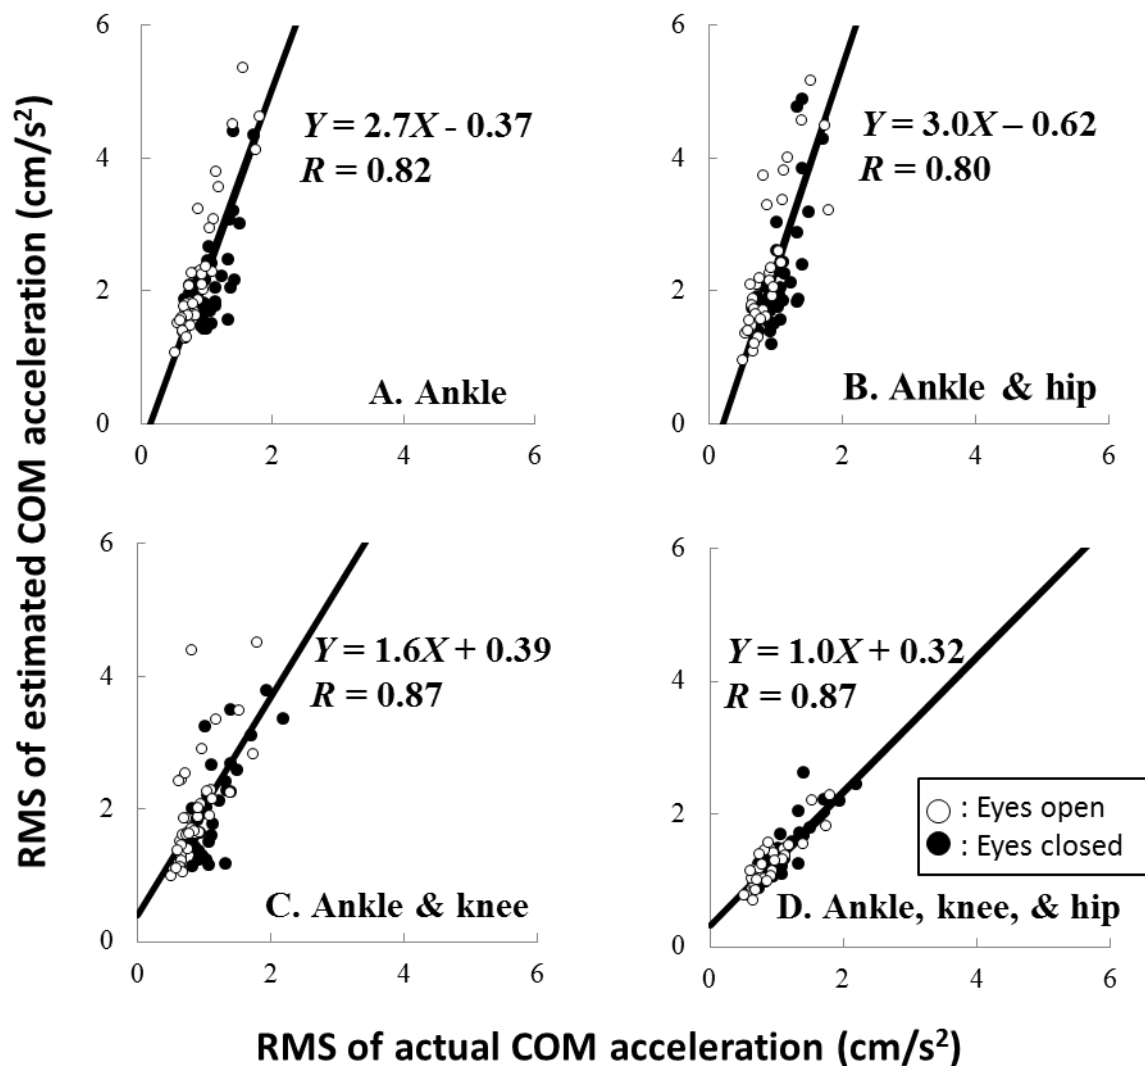 RMS of estimated COM acceleration (cm/s²)
6
4
2
0
0 2 4 6
Y = 2.7X - 0.37
R = 0.82
A. Ankle
6
4
2
0
0 2 4 6
Y = 3.0X – 0.62
R = 0.80
B. Ankle & hip
6
4
2
0
0 2 4 6
Y = 1.6X + 0.39
R = 0.87
C. Ankle & knee
6
4
2
0
0 2 4 6
Y = 1.0X + 0.32
R = 0.87
: Eyes open
: Eyes closed
D. Ankle, knee, & hip
RMS of actual COM acceleration (cm/s²)